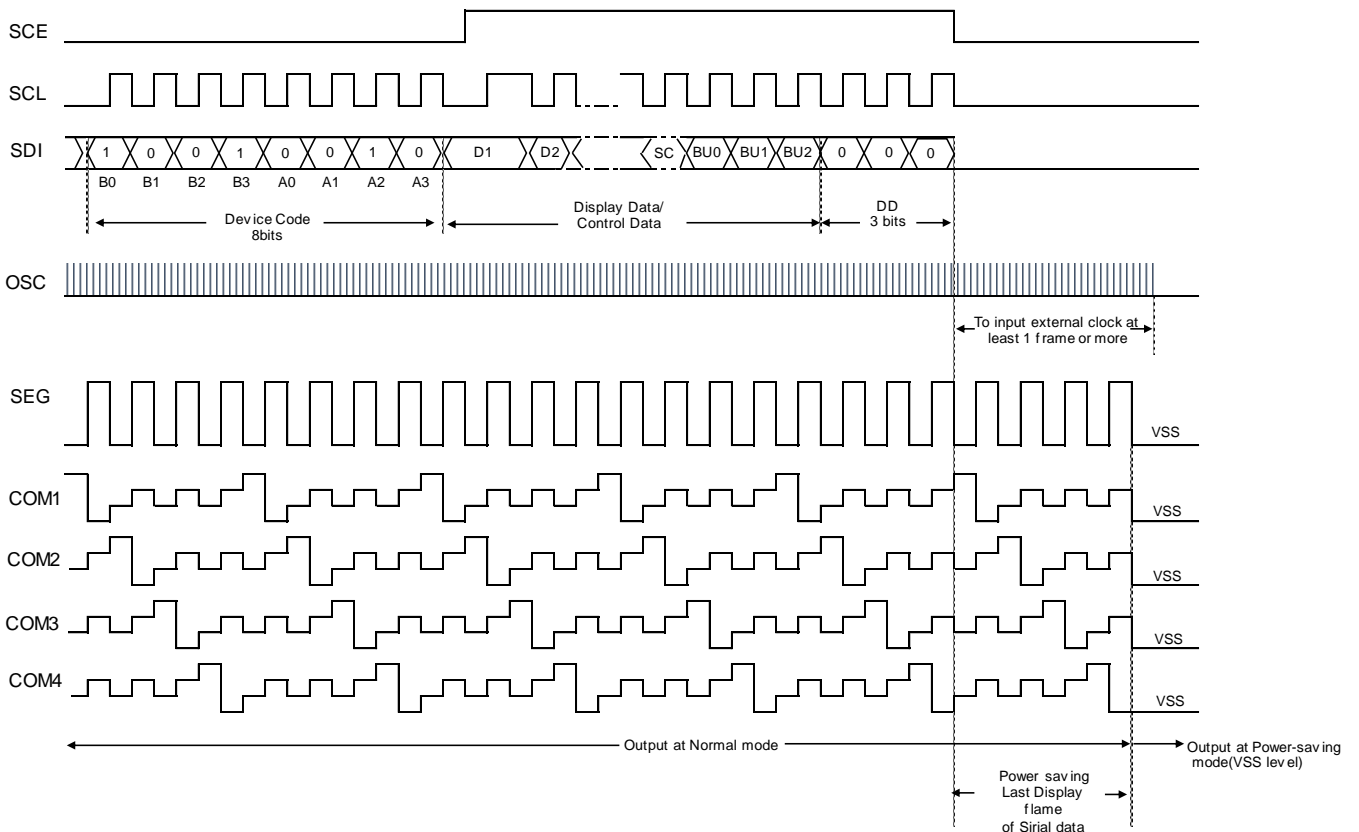 SCE
SCL
SDI
1 0 0 1 0 0 1 0 D1 D2 SC BU0 BU1 BU2 0 0 0
B0 B1 B2 B3 A0 A1 A2 A3
Device Code
8bits
Display Data/
Control Data
DD
3 bits
OSC
To input external clock at
least 1 frame or more
SEG
VSS
COM1
VSS
COM2
VSS
COM3
VSS
COM4
VSS
Output at Normal mode
Output at Power-saving
mode(VSS level)
Power saving
Last Display
flame
of Sirial data